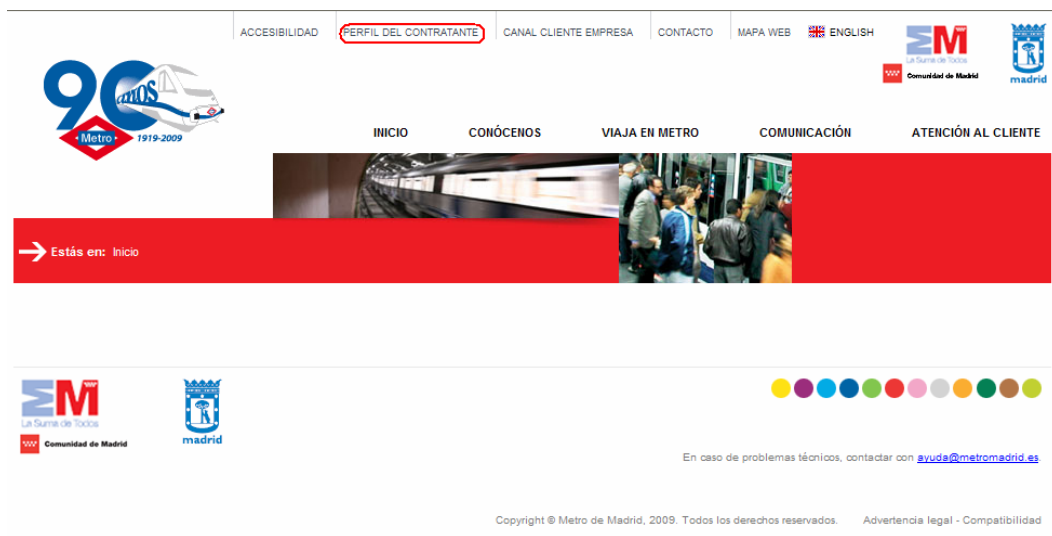 ACCESIBILIDAD PERFIL DEL CONTRATANTE CANAL CLIENTE EMPRESA CONTACTO MAPA WEB ENGLISH
La Suma de Todos
Comunidad de Madrid
madrid
90 años
Metro 1919-2009
INICIO CONÓCENOS VIAJA EN METRO COMUNICACIÓN ATENCIÓN AL CLIENTE
Estás en: Inicio
La Suma de Todos
Comunidad de Madrid
madrid
En caso de problemas técnicos, contactar con ayuda@metromadrid.es.
Copyright © Metro de Madrid, 2009. Todos los derechos reservados. Advertencia legal - Compatibilidad